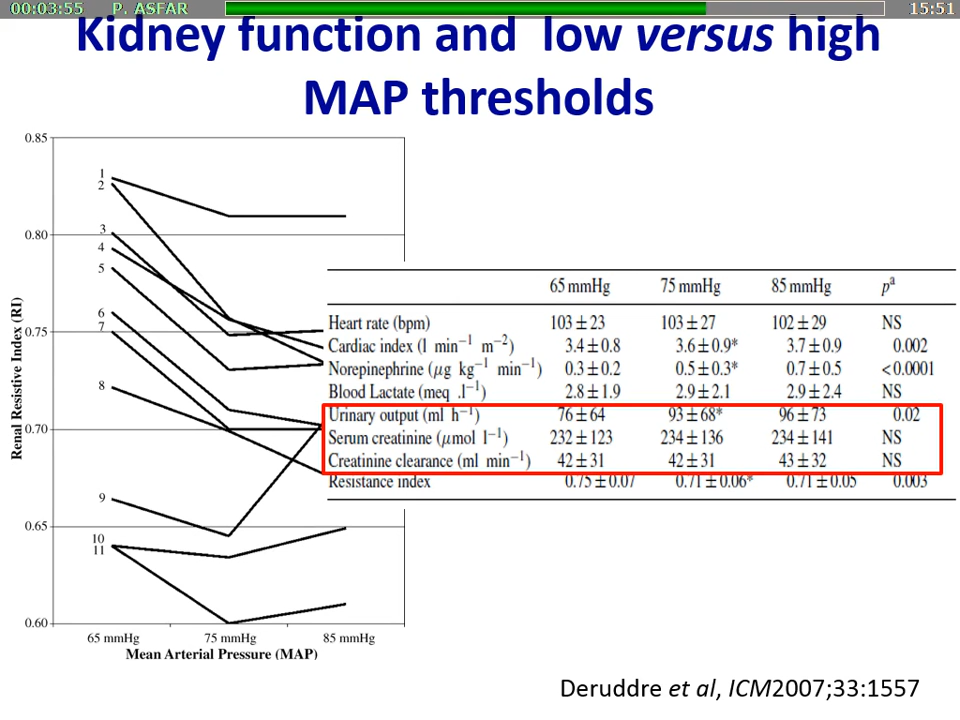 00:03:55 P. ASFAR 15:51
Kidney function and low versus high
MAP thresholds
0.85
0.80
0.75
0.70
0.65
0.60
Renal Resistive Index (RI)
1
2
3
4
5
6
7
8
9
10
11
65 mmHg 75 mmHg 85 mmHg
Mean Arterial Pressure (MAP)
65 mmHg 75 mmHg 85 mmHg pª
Heart rate (bpm) 103 ± 23 103 ± 27 102 ± 29 NS
Cardiac index (l min⁻¹ m⁻²) 3.4 ± 0.8 3.6 ± 0.9* 3.7 ± 0.9 0.002
Norepinephrine (μg kg⁻¹ min⁻¹) 0.3 ± 0.2 0.5 ± 0.3* 0.7 ± 0.5 <0.0001
Blood Lactate (meq .l⁻¹) 2.8 ± 1.9 2.9 ± 2.1 2.9 ± 2.4 NS
Urinary output (ml h⁻¹) 76 ± 64 93 ± 68* 96 ± 73 0.02
Serum creatinine (μmol l⁻¹) 232 ± 123 234 ± 136 234 ± 141 NS
Creatinine clearance (ml min⁻¹) 42 ± 31 42 ± 31 43 ± 32 NS
Resistance index 0.75 ± 0.07 0.71 ± 0.06* 0.71 ± 0.05 0.003
Deruddre et al, ICM2007;33:1557